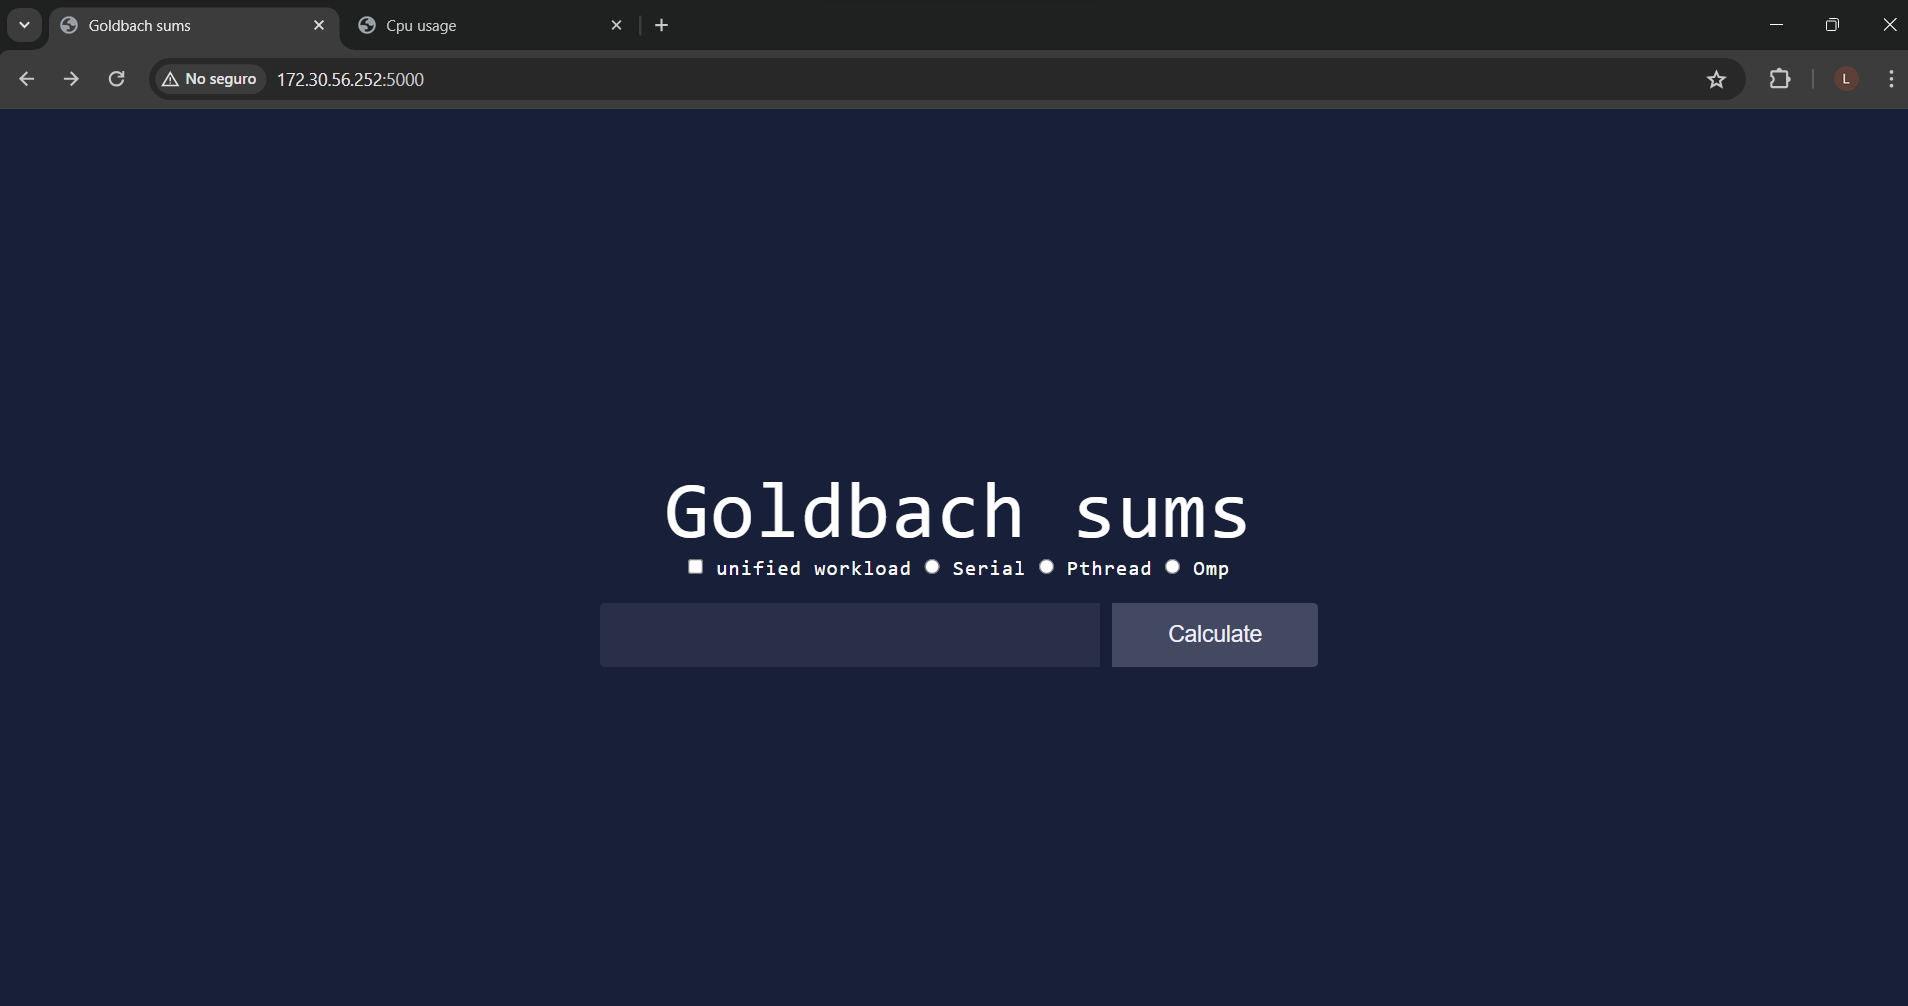 Goldbach sums
Cpu usage
No seguro 172.30.56.252:5000
L
Goldbach sums
unified workload Serial Pthread Omp
Calculate